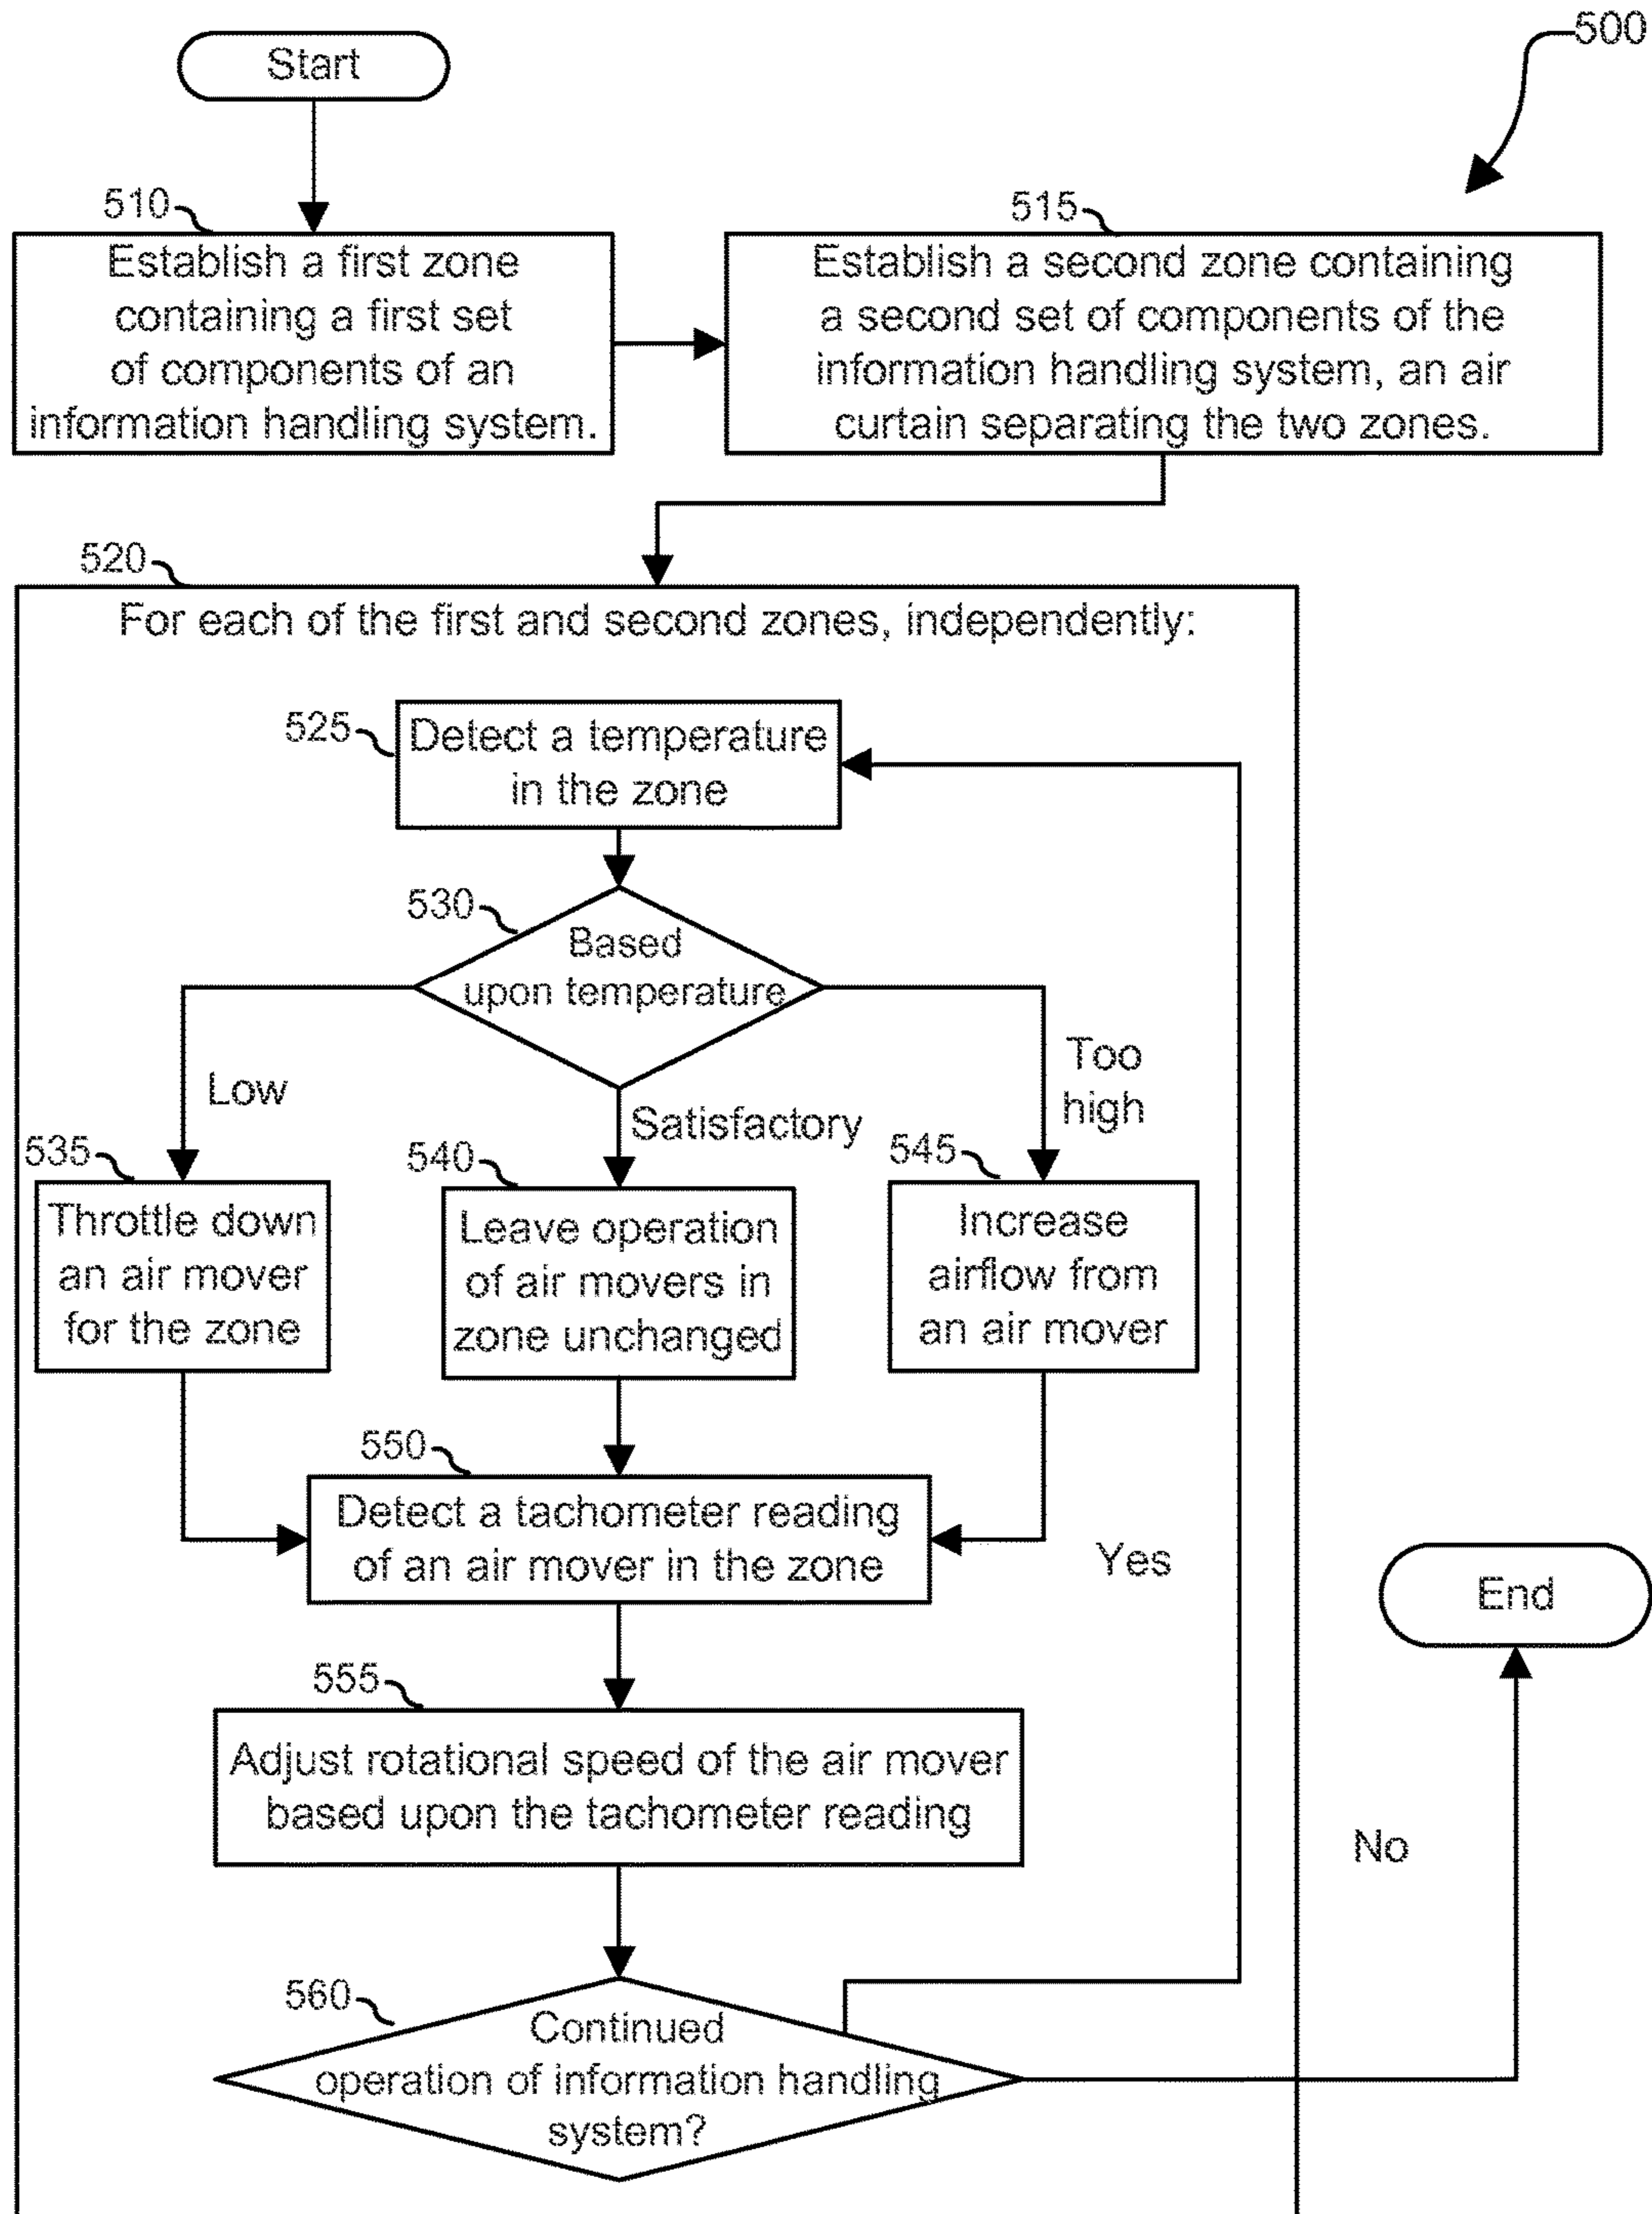 500
Start
510
Establish a first zone
containing a first set
of components of an
information handling system.
515
Establish a second zone containing
a second set of components of the
information handling system, an air
curtain separating the two zones.
520
For each of the first and second zones, independently:
525
Detect a temperature
in the zone
530
Based
upon temperature
Low
Satisfactory
Too
high
535
Throttle down
an air mover
for the zone
540
Leave operation
of air movers in
zone unchanged
545
Increase
airflow from
an air mover
550
Detect a tachometer reading
of an air mover in the zone
Yes
End
555
Adjust rotational speed of the air mover
based upon the tachometer reading
No
560
Continued
operation of information handling
system?